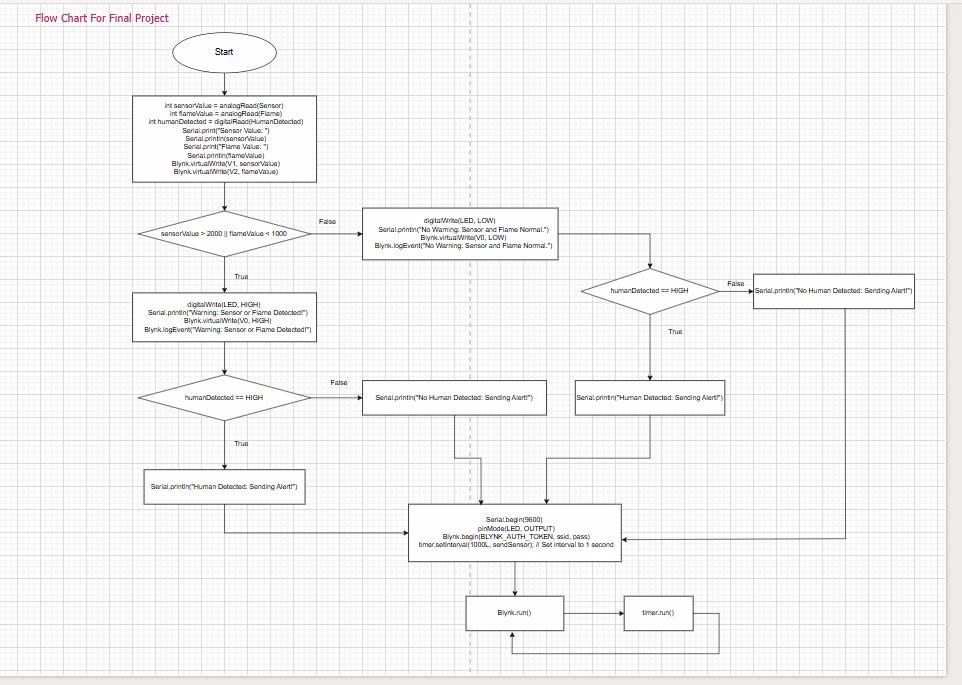 Flow Chart For Final Project
Start
int sensorValue = analogRead(Sensor)
int flameValue = analogRead(Flame)
int humanDetected = digitalRead(HumanDetected)
Serial.print("Sensor Value: ")
Serial.println(sensorValue)
Serial.print("Flame Value: ")
Serial.println(flameValue)
Blynk.virtualWrite(V1, sensorValue)
Blynk.virtualWrite(V2, flameValue)
sensorValue > 2000 || flameValue < 1000
False
digitalWrite(LED, LOW)
Serial.println("No Warning: Sensor and Flame Normal.")
Blynk.virtualWrite(V0, LOW)
Blynk.logEvent("No Warning: Sensor and Flame Normal.")
True
humanDetected == HIGH
False
Serial.println("No Human Detected: Sending Alert!")
digitalWrite(LED, HIGH)
Serial.println("Warning: Sensor or Flame Detected!")
Blynk.virtualWrite(V0, HIGH)
Blynk.logEvent("Warning: Sensor or Flame Detected!")
True
humanDetected == HIGH
False
Serial.println("No Human Detected: Sending Alert!")
Serial.println("Human Detected: Sending Alert!")
True
Serial.println("Human Detected: Sending Alert!")
Serial.begin(9600)
pinMode(LED, OUTPUT)
Blynk.begin(BLYNK_AUTH_TOKEN, ssid, pass)
timer.setInterval(1000L, sendSensor); // Set interval to 1 second
Blynk.run()
timer.run()